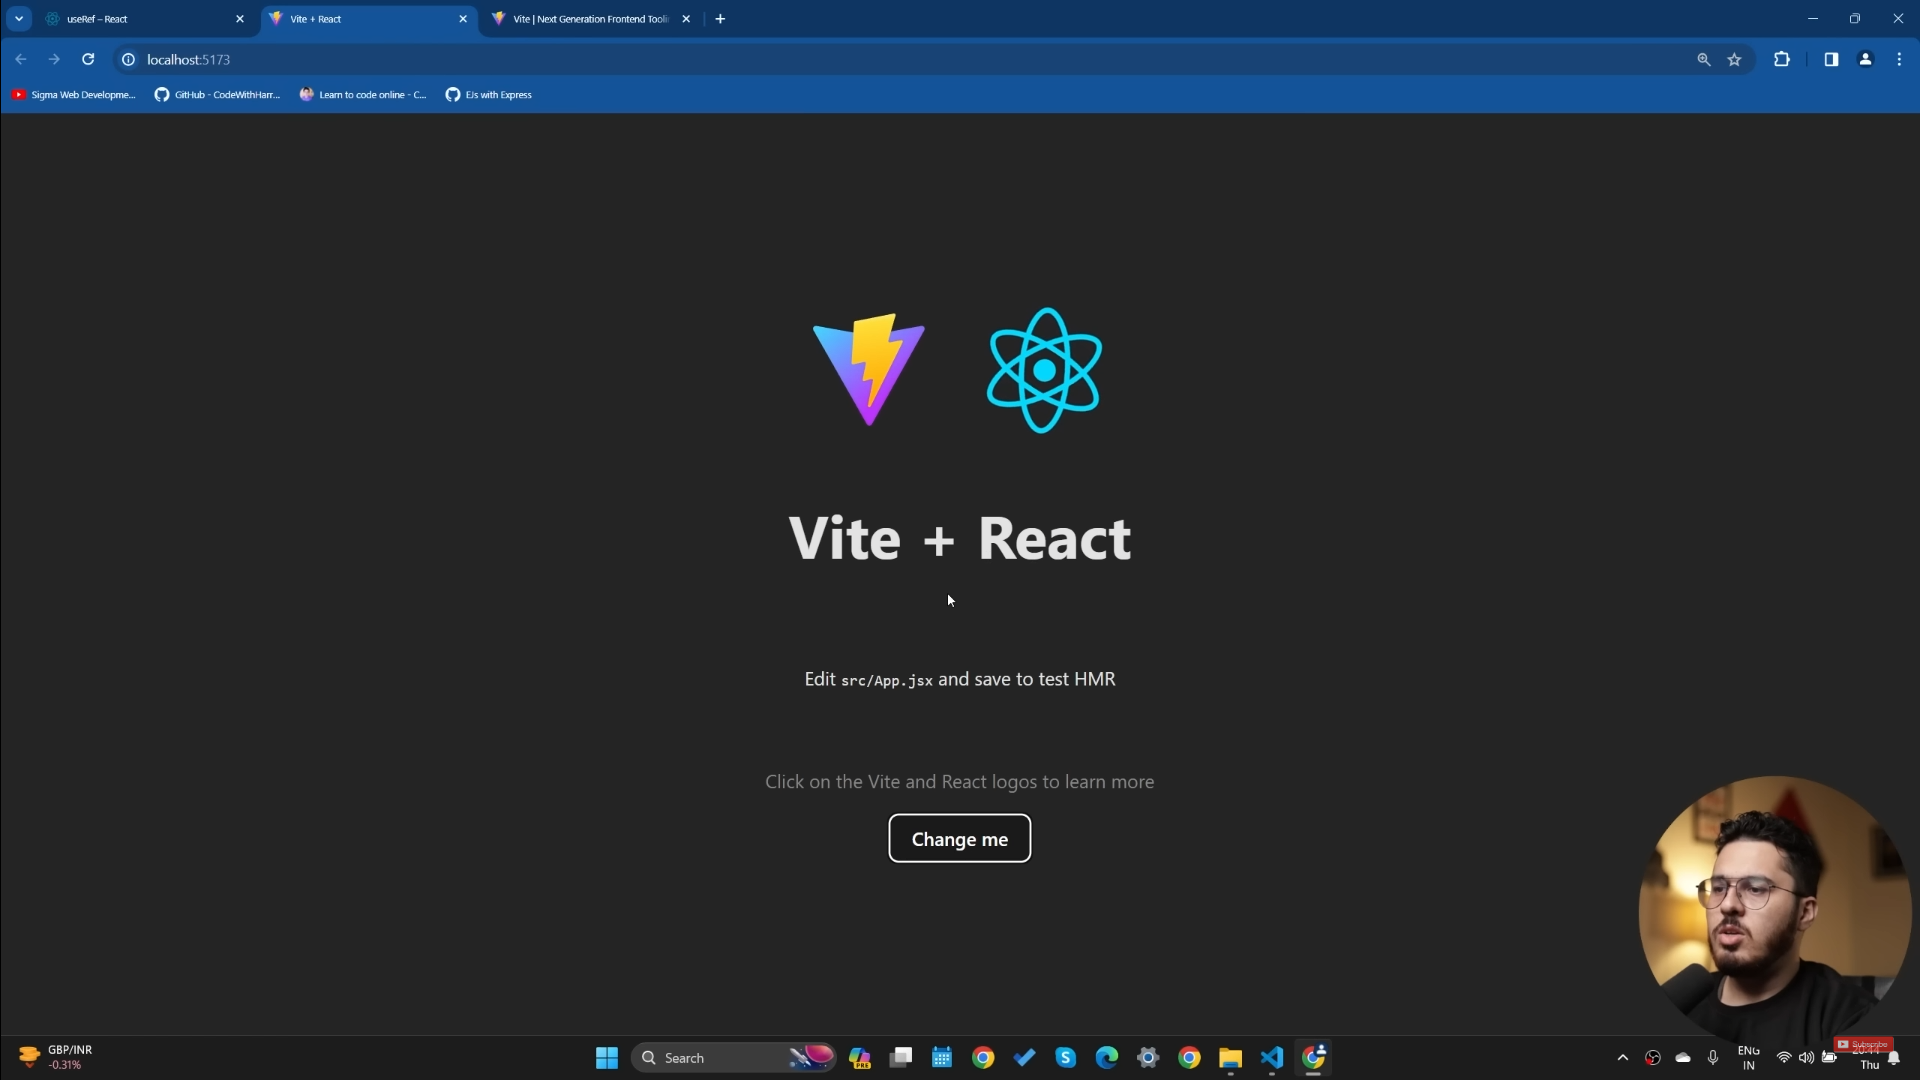 useRef – React
Vite + React
Vite | Next Generation Frontend Tooli
localhost:5173
Sigma Web Developme...
GitHub - CodeWithHarr...
Learn to code online - C...
EJs with Express
Vite + React
Edit src/App.jsx and save to test HMR
Click on the Vite and React logos to learn more
Change me
GBP/INR
-0.31%
Search
PRE
ENG
IN
Subscribe
Thu